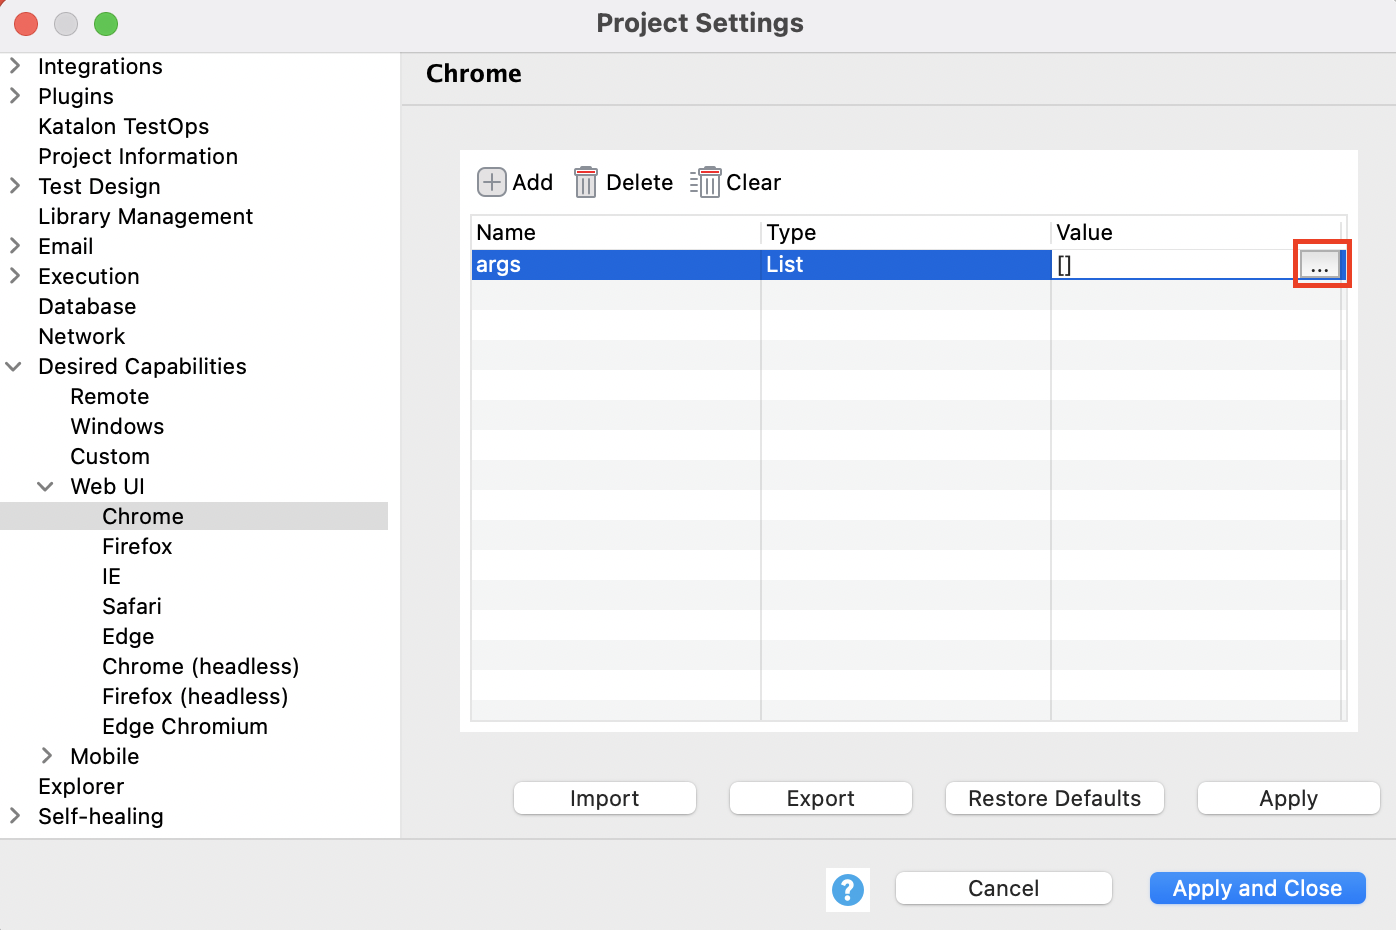 Project Settings
Integrations
Plugins
Katalon TestOps
Project Information
Test Design
Library Management
Email
Execution
Database
Network
Desired Capabilities
Remote
Windows
Custom
Web UI
Chrome
Firefox
IE
Safari
Edge
Chrome (headless)
Firefox (headless)
Edge Chromium
Mobile
Explorer
Self-healing
Chrome
Add Delete Clear
Name Type Value
args List [] ...
Import Export Restore Defaults Apply
? Cancel Apply and Close